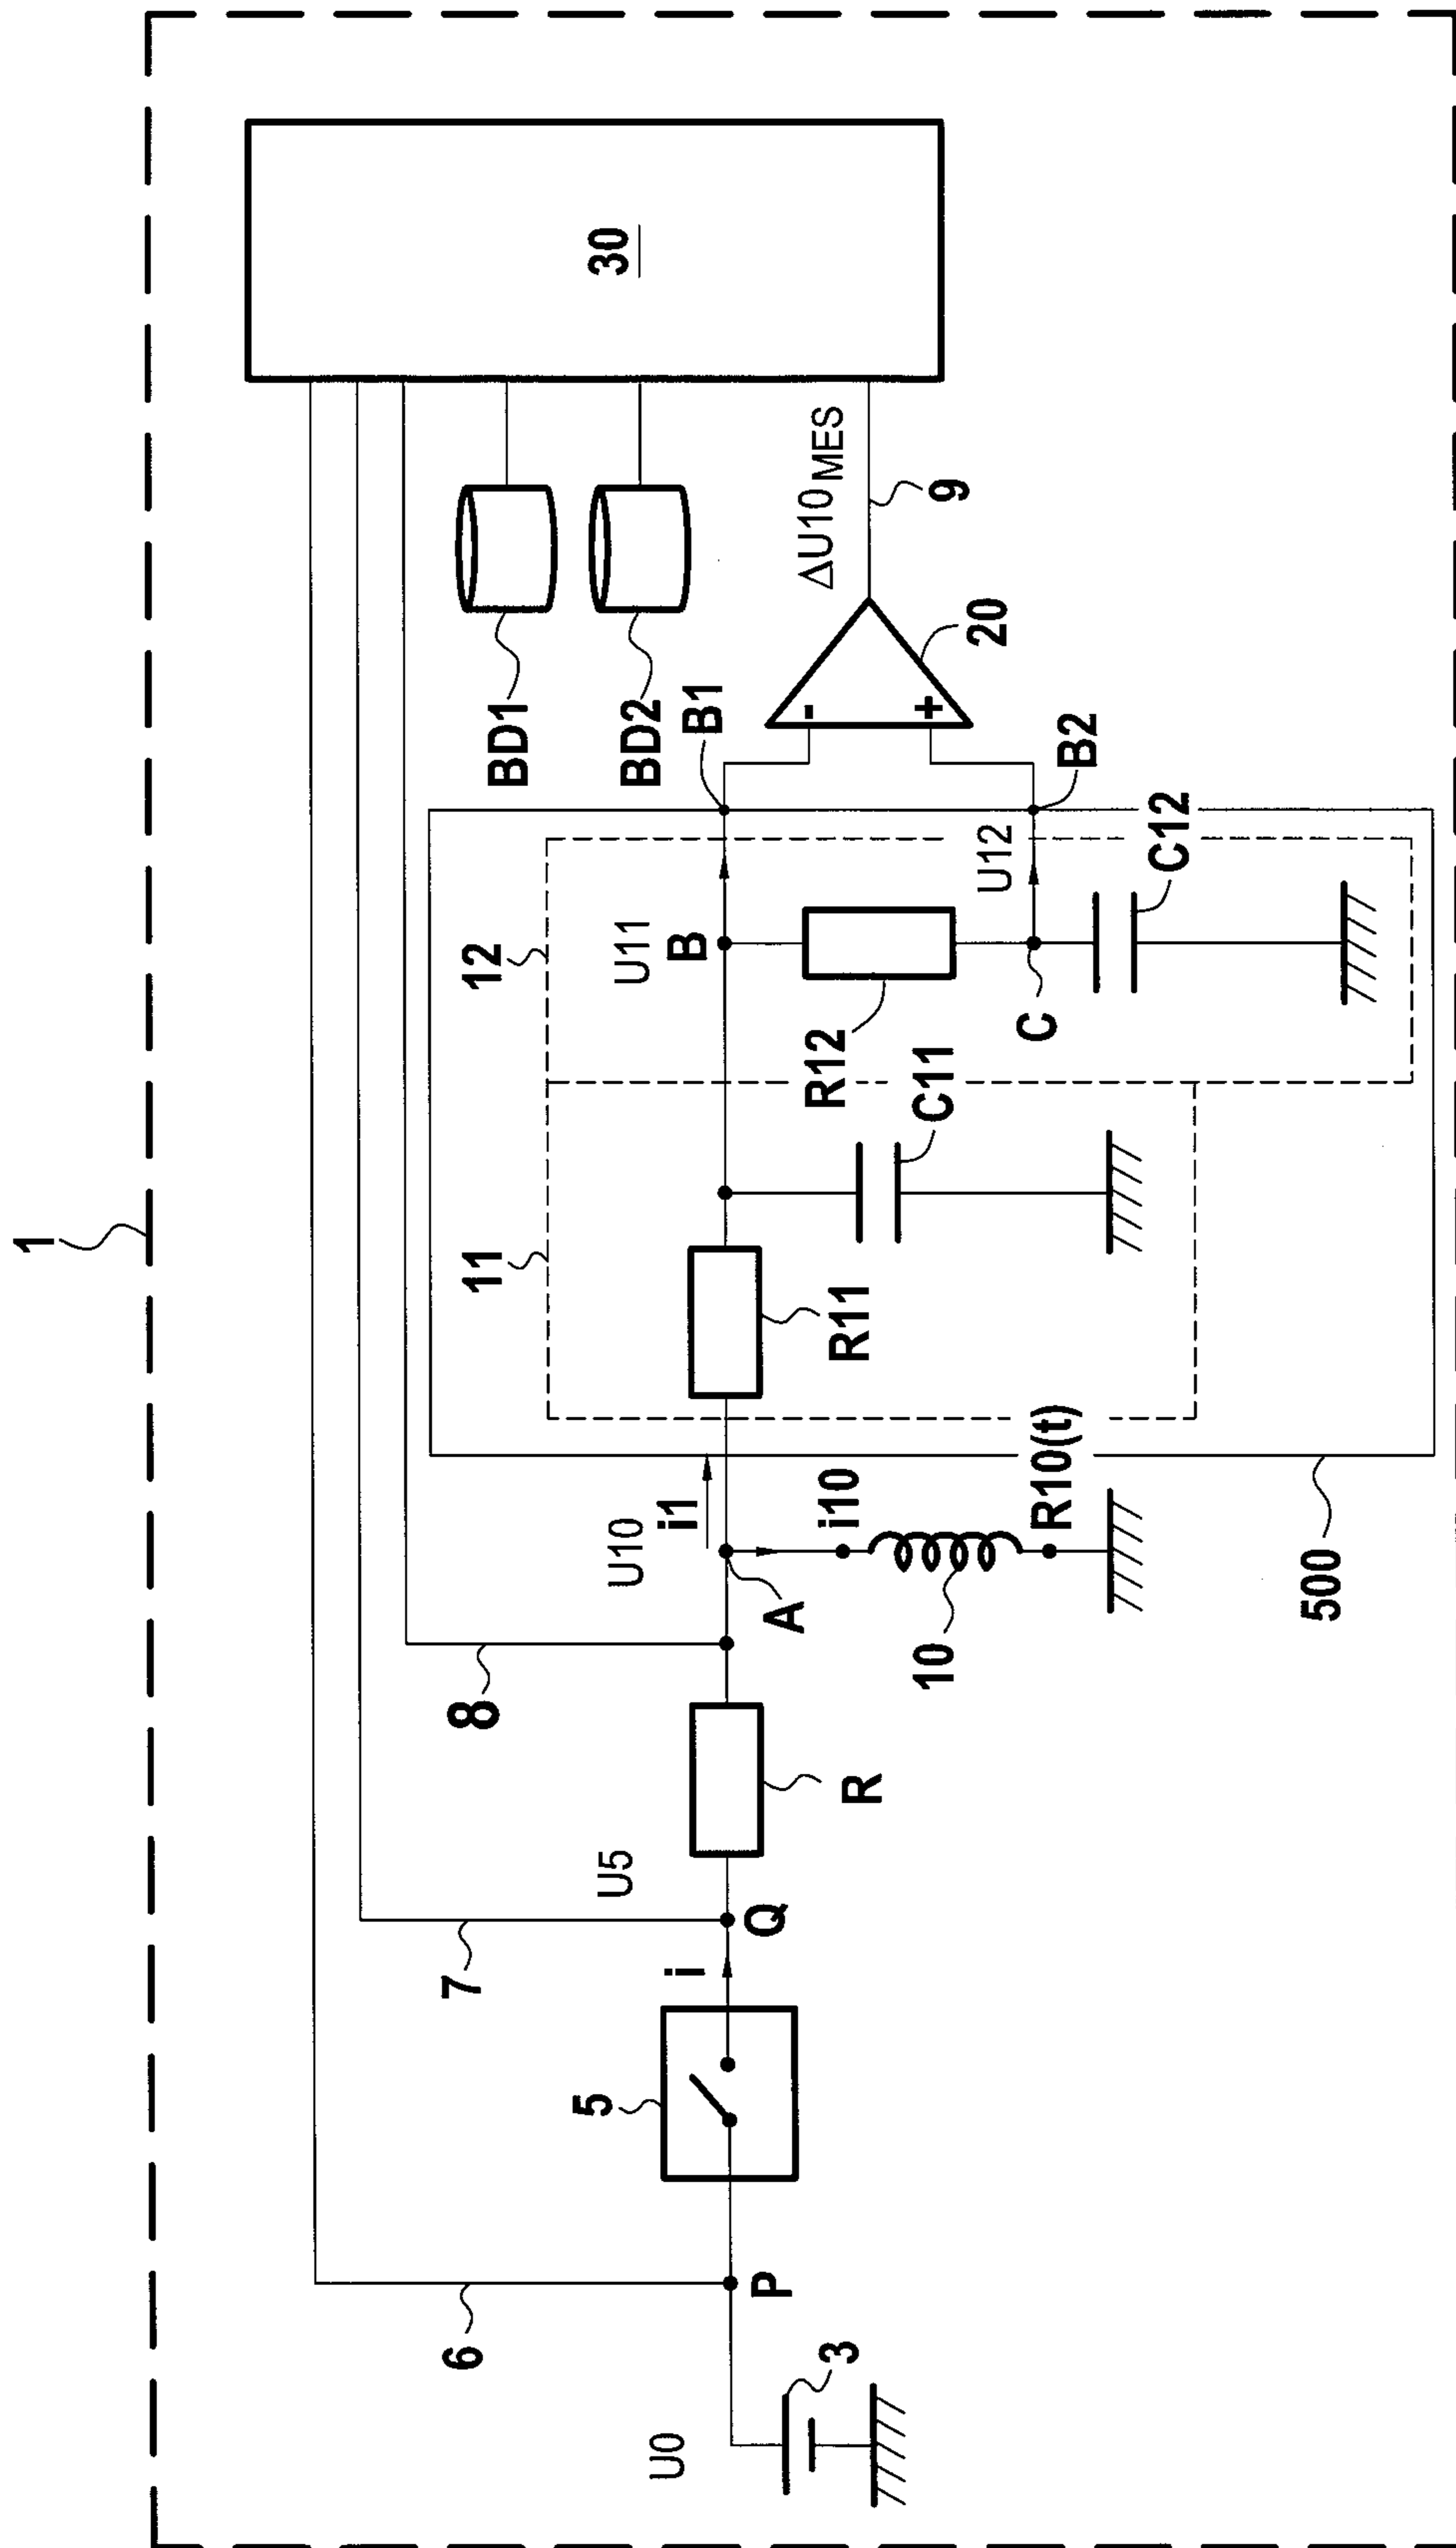 1
30
BD1
BD2
ΔU10MES
9
20
-
+
B1
B2
12
U11
B
U12
C
C12
R12
11
R11
C11
500
U10
i1
A
i10
10
R10(t)
8
R
7
U5
Q
i
5
6
P
U0
3